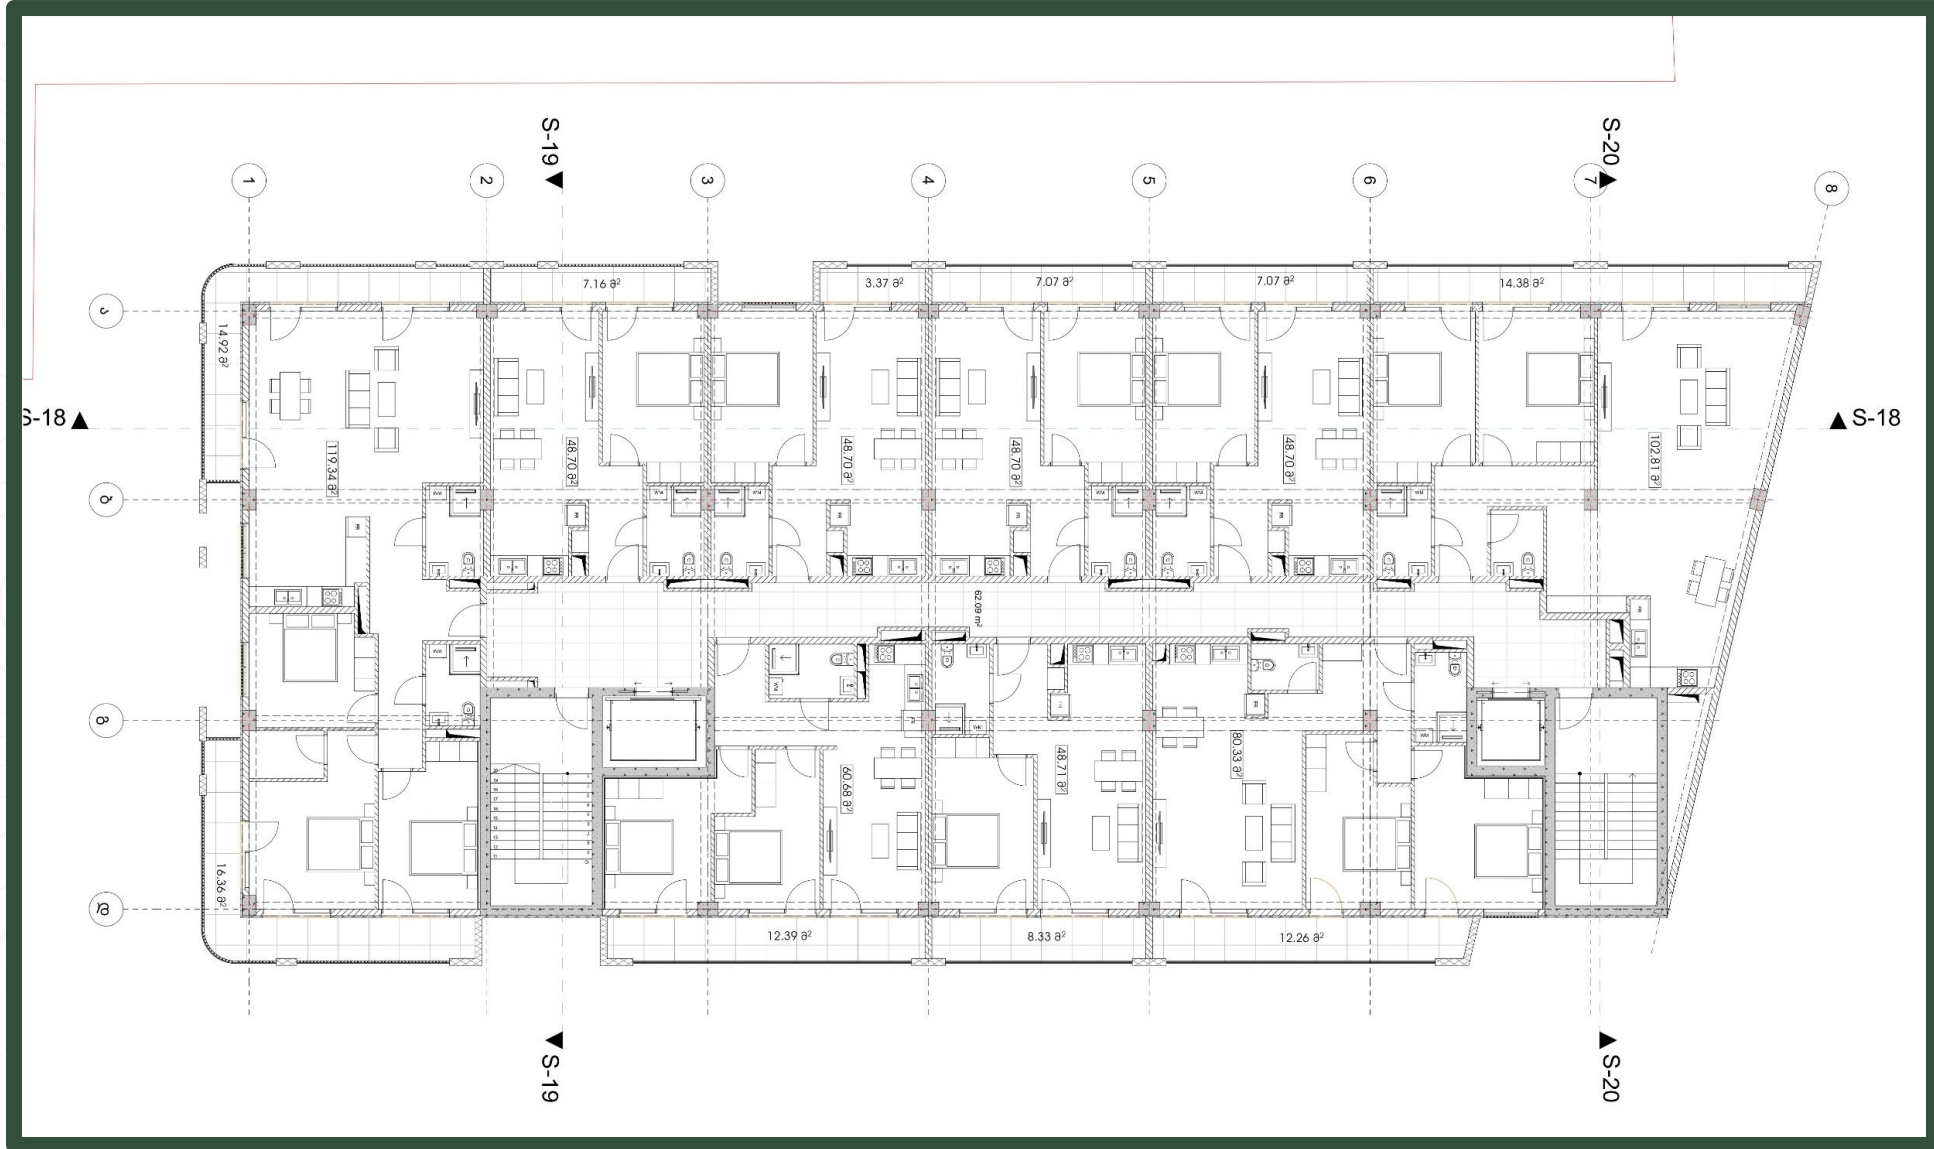 S-19
S-20
1
2
3
4
5
6
7
8
7.16 მ²
3.37 მ²
7.07 მ²
7.07 მ²
14.38 მ²
ა
14.92 მ²
S-18
S-18
119.34 მ²
48.70 მ²
48.70 მ²
48.70 მ²
48.70 მ²
102.81 მ²
ბ
62.09 m²
გ
60.68 მ²
48.71 მ²
80.33 მ²
16.36 მ²
დ
12.39 მ²
8.33 მ²
12.26 მ²
S-19
S-20